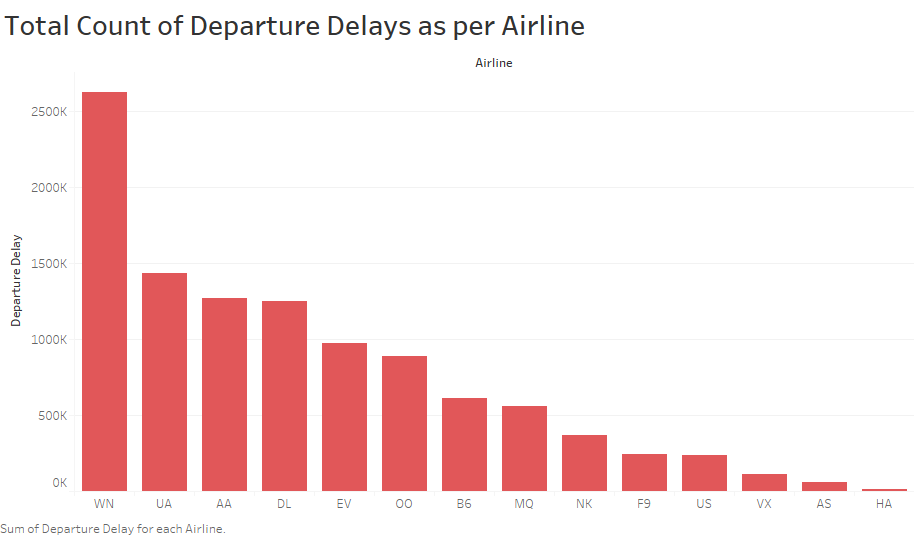 Total Count of Departure Delays as per Airline
Airline
Departure Delay
2500K
2000K
1500K
1000K
500K
0K
WN UA AA DL EV OO B6 MQ NK F9 US VX AS HA
Sum of Departure Delay for each Airline.